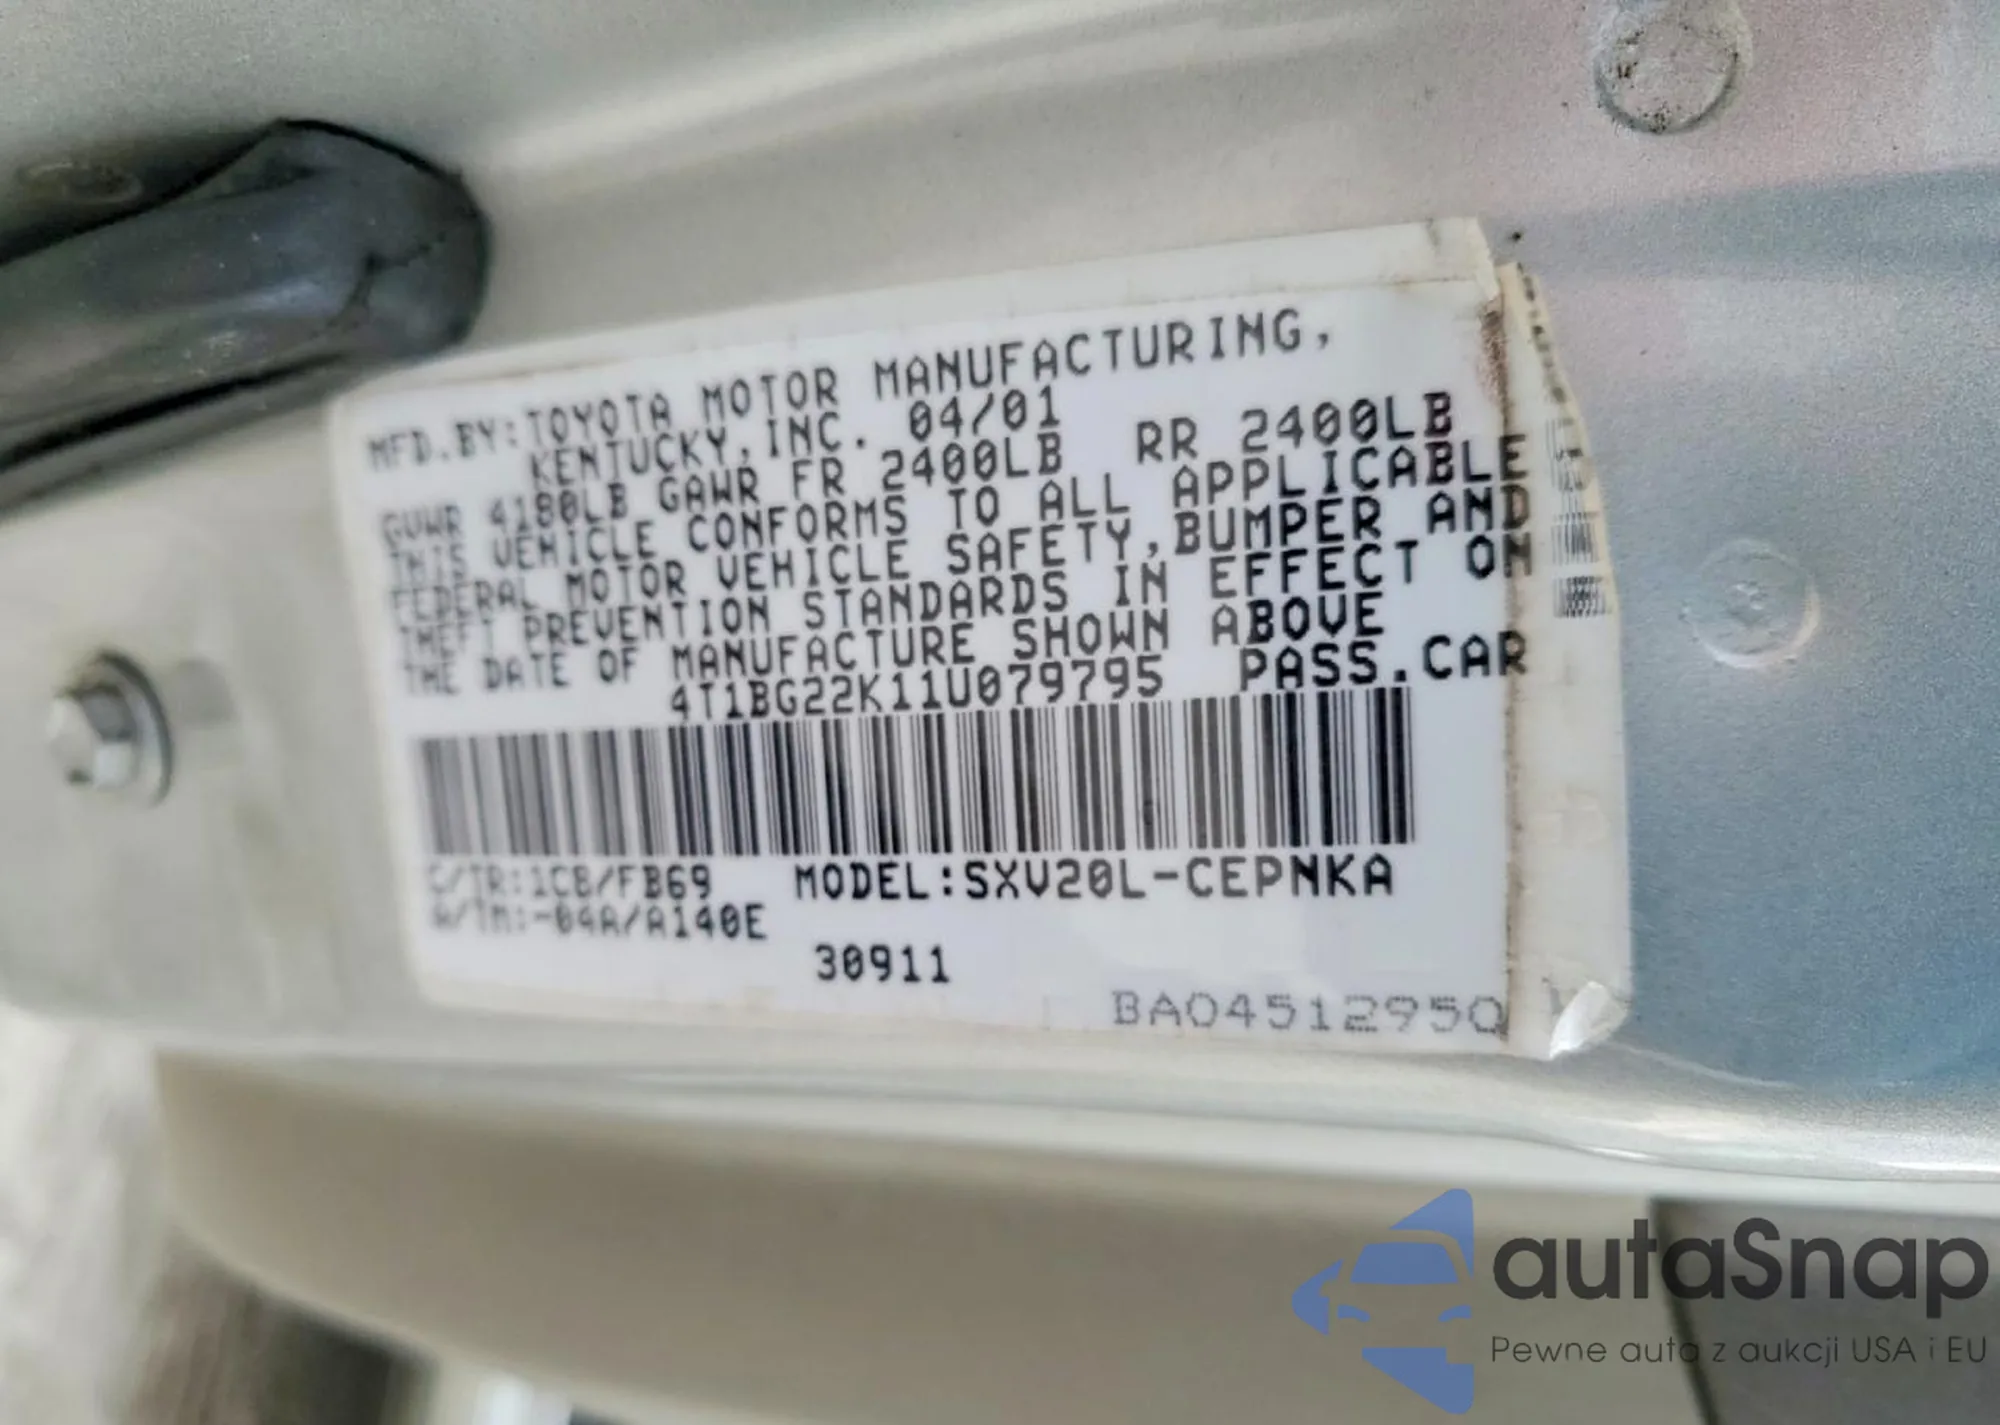 MFD.BY:TOYOTA MOTOR MANUFACTURING,
KENTUCKY,INC. 04/01
GVWR 4180LB GAWR FR 2400LB RR 2400LB
THIS VEHICLE CONFORMS TO ALL APPLICABLE
FEDERAL MOTOR VEHICLE SAFETY,BUMPER AND
THEFT PREVENTION STANDARDS IN EFFECT ON
THE DATE OF MANUFACTURE SHOWN ABOVE
4T1BG22K11U079795 PASS.CAR
C/TR:1C8/FB69 MODEL:SXV20L-CEPNKA
A/TM:-04A/A140E
30911
BA04512950
autoSnap
Pewne auta z aukcji USA i EU